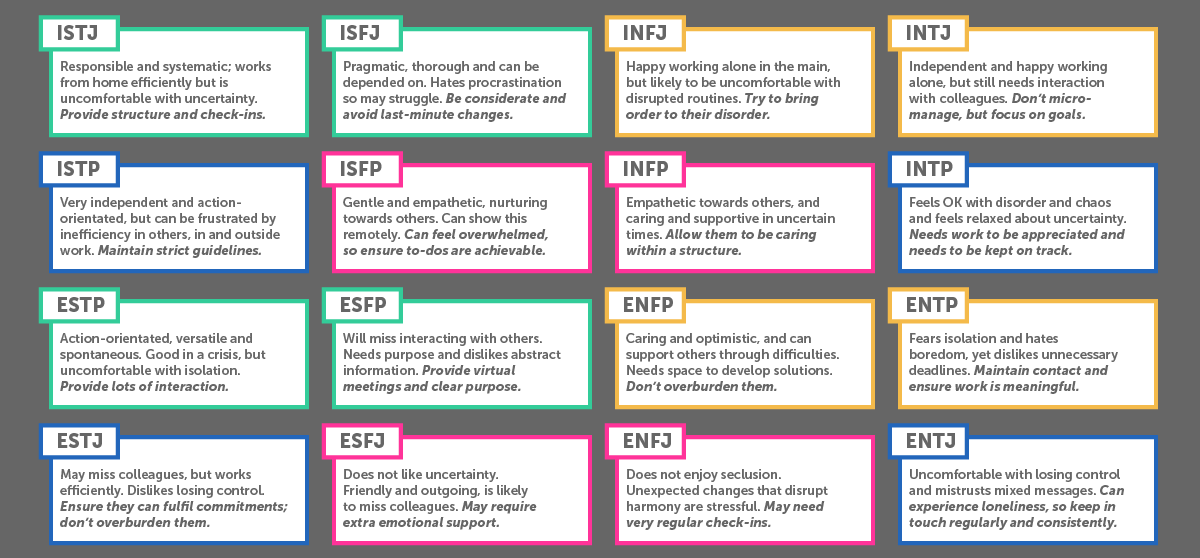 ISTJ
Responsible and systematic; works
from home efficiently but is
uncomfortable with uncertainty.
Provide structure and check-ins.
ISFJ
Pragmatic, thorough and can be
depended on. Hates procrastination
so may struggle. Be considerate and
avoid last-minute changes.
INFJ
Happy working alone in the main,
but likely to be uncomfortable with
disrupted routines. Try to bring
order to their disorder.
INTJ
Independent and happy working
alone, but still needs interaction
with colleagues. Don't micro-
manage, but focus on goals.
ISTP
Very independent and action-
orientated, but can be frustrated by
inefficiency in others, in and outside
work. Maintain strict guidelines.
ISFP
Gentle and empathetic, nurturing
towards others. Can show this
remotely. Can feel overwhelmed,
so ensure to-dos are achievable.
INFP
Empathetic towards others, and
caring and supportive in uncertain
times. Allow them to be caring
within a structure.
INTP
Feels OK with disorder and chaos
and feels relaxed about uncertainty.
Needs work to be appreciated and
needs to be kept on track.
ESTP
Action-orientated, versatile and
spontaneous. Good in a crisis, but
uncomfortable with isolation.
Provide lots of interaction.
ESFP
Will miss interacting with others.
Needs purpose and dislikes abstract
information. Provide virtual
meetings and clear purpose.
ENFP
Caring and optimistic, and can
support others through difficulties.
Needs space to develop solutions.
Don't overburden them.
ENTP
Fears isolation and hates
boredom, yet dislikes unnecessary
deadlines. Maintain contact and
ensure work is meaningful.
ESTJ
May miss colleagues, but works
efficiently. Dislikes losing control.
Ensure they can fulfil commitments;
don't overburden them.
ESFJ
Does not like uncertainty.
Friendly and outgoing, is likely
to miss colleagues. May require
extra emotional support.
ENFJ
Does not enjoy seclusion.
Unexpected changes that disrupt
harmony are stressful. May need
very regular check-ins.
ENTJ
Uncomfortable with losing control
and mistrusts mixed messages. Can
experience loneliness, so keep in
touch regularly and consistently.